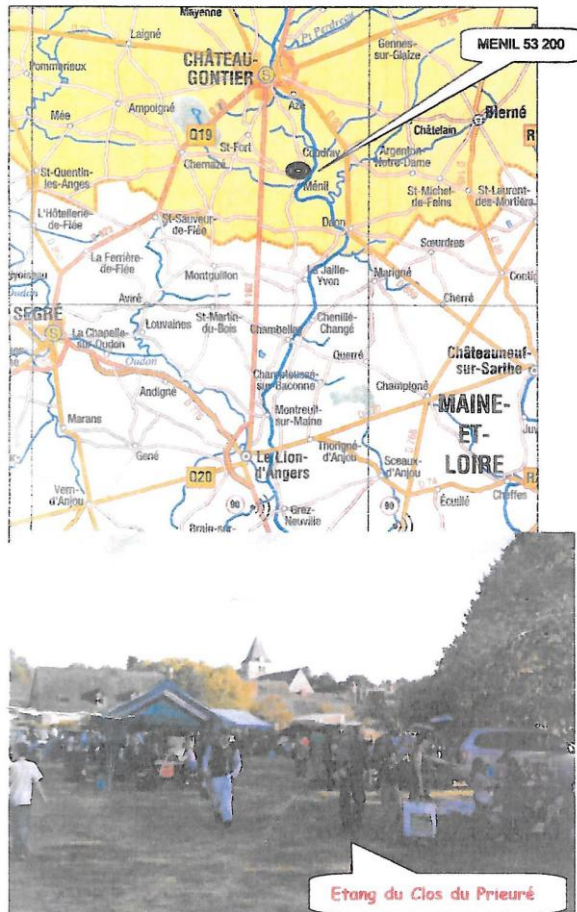 Mayenne
Laigné
Gennes-
sur-Glaize
CHÂTEAU-
GONTIER
S
MENIL 53 200
Pommerieux
Azé
Ampoigné
Bierné
Mée
Q19
Châtelain
St-Fort
Coudray
Chemazé
Argenton-
Notre-Dame
St-Quentin-
les-Anges
Ménil
St-Michel-
de-Feins
St-Laurent-
des-Mortiers
L'Hôtellerie-
de-Flée
St-Sauveur-
de-Flée
Daon
Sœurdres
La Ferrière-
de-Flée
Montguillon
La Jaille-
Yvon
Marigné
Aviré
Cherré
SEGRÉ
S
Louvaines
St-Martin-
du-Bois
Chenillé-
Changé
La Chapelle-
sur-Oudon
Chambellay
Querré
Châteauneuf-
sur-Sarthe
Oudon
Andigné
Champigné
MAINE-
ET-
LOIRE
Marans
Montreuil-
sur-Maine
Gené
Le Lion-
d'Angers
Thorigné-
d'Anjou
Sceaux-
d'Anjou
Q20
Vern-
d'Anjou
Écuillé
Cheffes
90
Grez-
Neuville
90
Etang du Clos du Prieuré